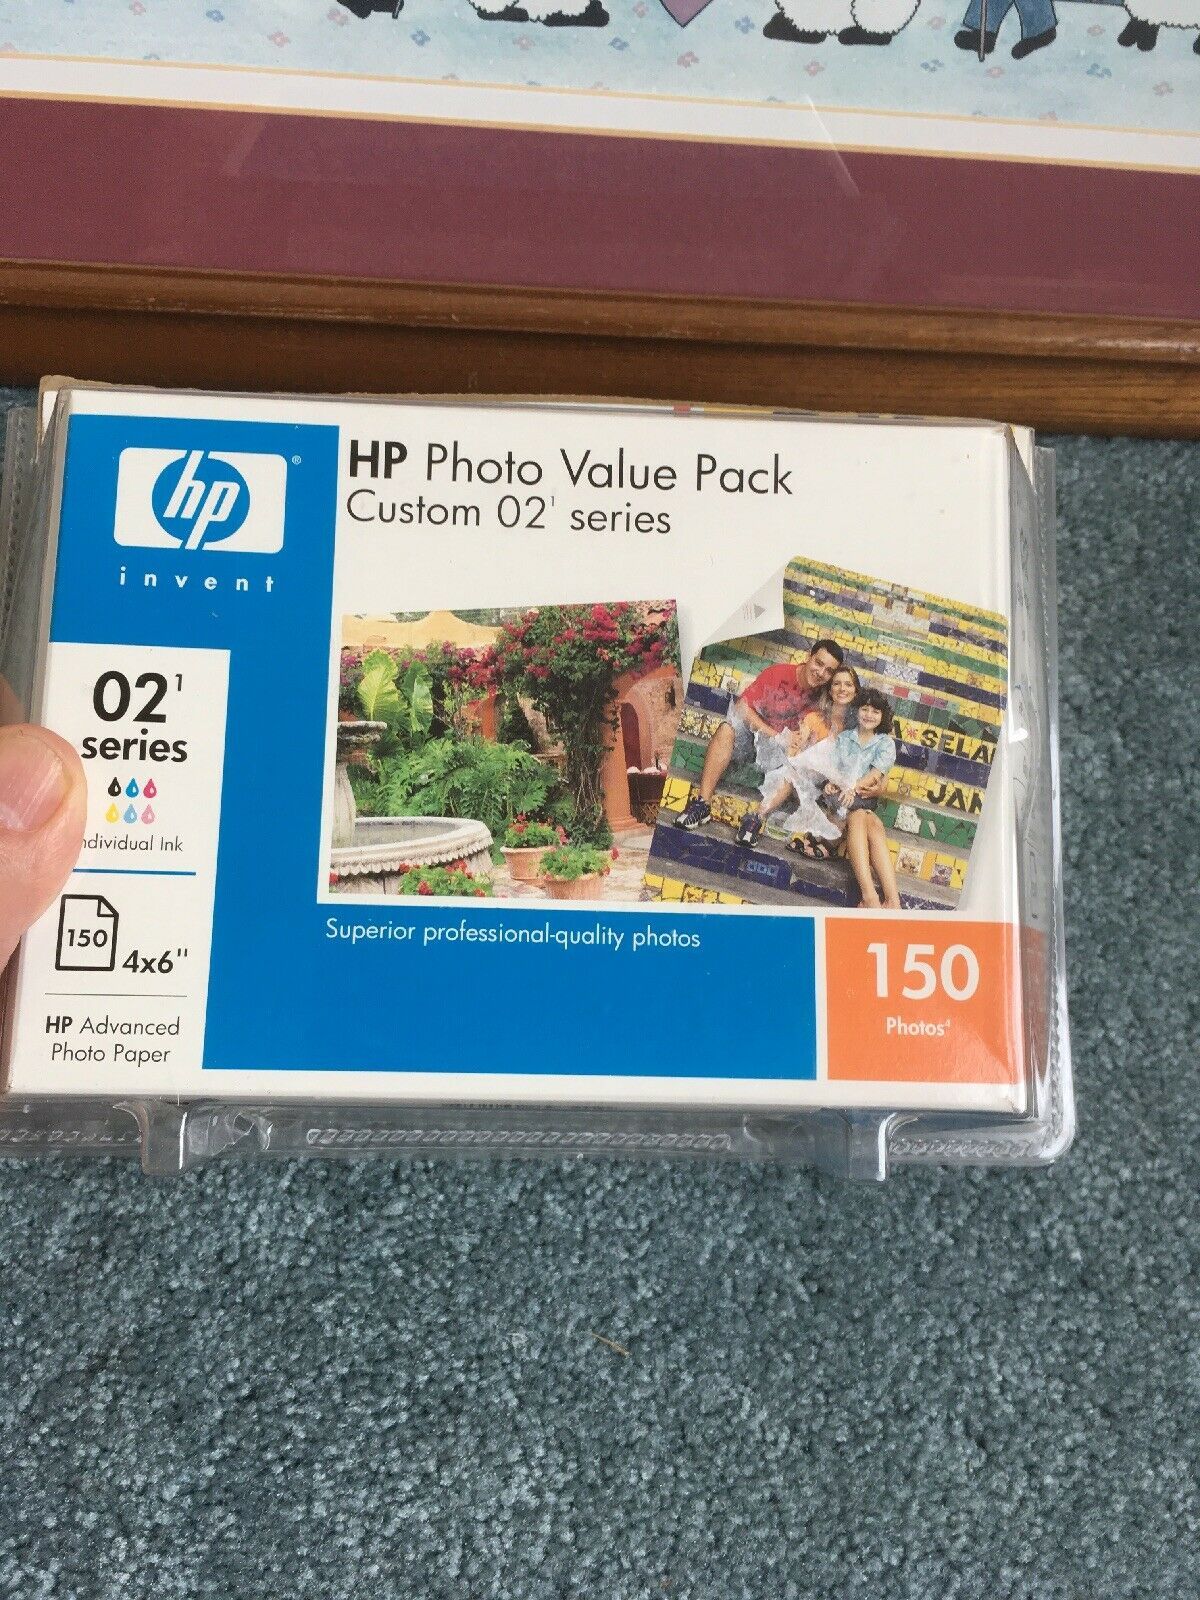 hp®
invent
HP Photo Value Pack
Custom 02¹ series
02¹
series
Ink
150
4x6"
HP Advanced
Photo Paper
SELA
JAN
Superior professional-quality photos
150
Photos⁴